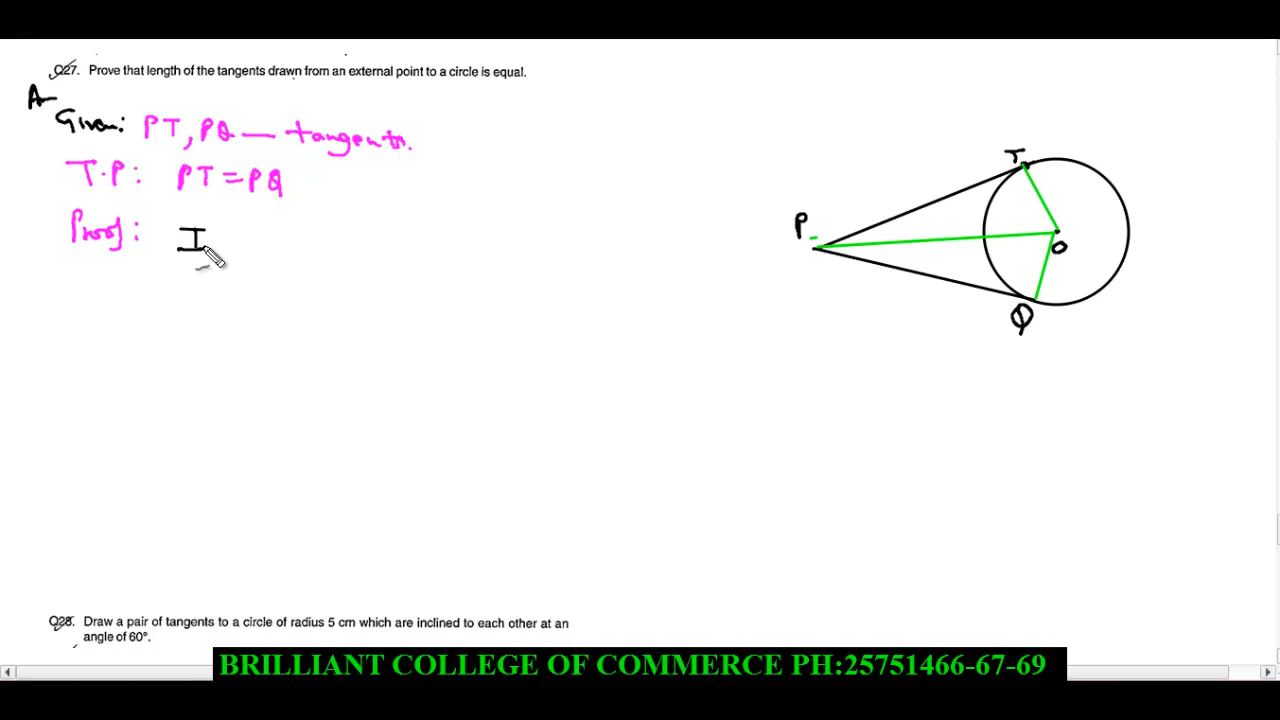 Q27. Prove that length of the tangents drawn from an external point to a circle is equal.
A
Given: PT, PQ — tangents.
T.P: PT = PQ
Proof: I
T
P
O
Q
Q28. Draw a pair of tangents to a circle of radius 5 cm which are inclined to each other at an
angle of 60°.
BRILLIANT COLLEGE OF COMMERCE PH:25751466-67-69